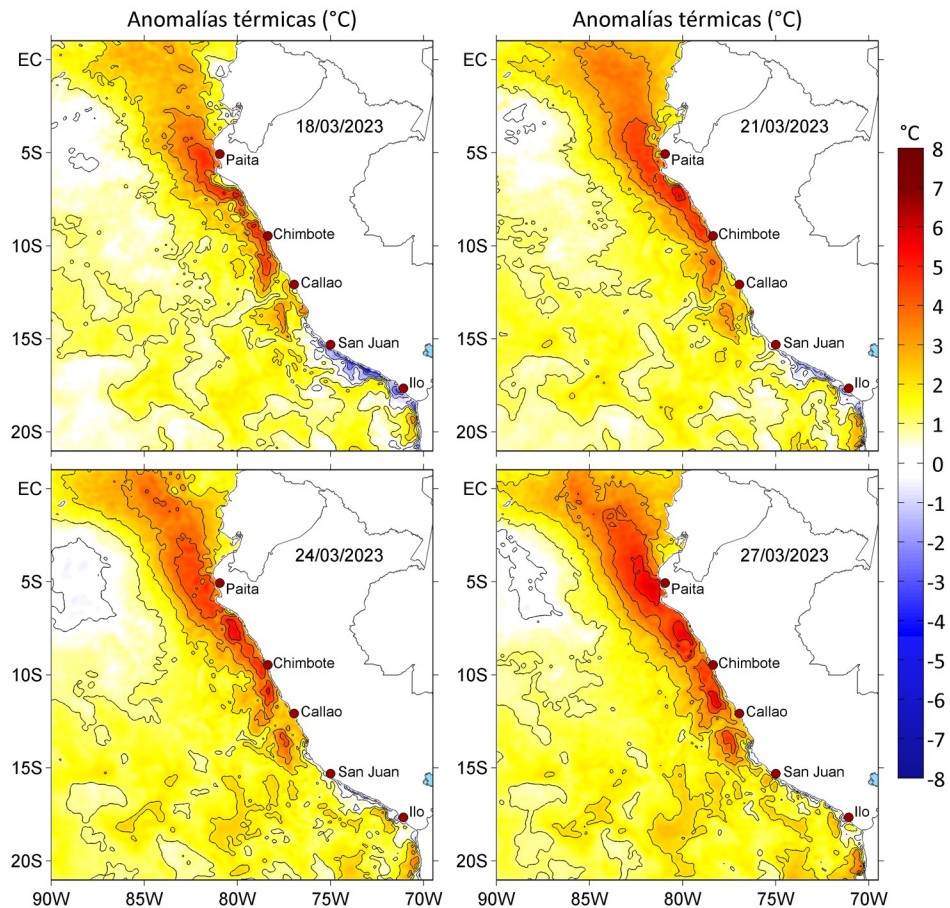 Anomalías térmicas (°C)
Anomalías térmicas (°C)
EC
5S
10S
15S
20S
18/03/2023
Paita
Chimbote
Callao
San Juan
Ilo
EC
5S
10S
15S
20S
21/03/2023
Paita
Chimbote
Callao
San Juan
Ilo
EC
5S
10S
15S
20S
24/03/2023
Paita
Chimbote
Callao
San Juan
Ilo
90W 85W 80W 75W 70W
EC
5S
10S
15S
20S
27/03/2023
Paita
Chimbote
Callao
San Juan
Ilo
90W 85W 80W 75W 70W
°C
8
7
6
5
4
3
2
1
0
-1
-2
-3
-4
-5
-6
-7
-8